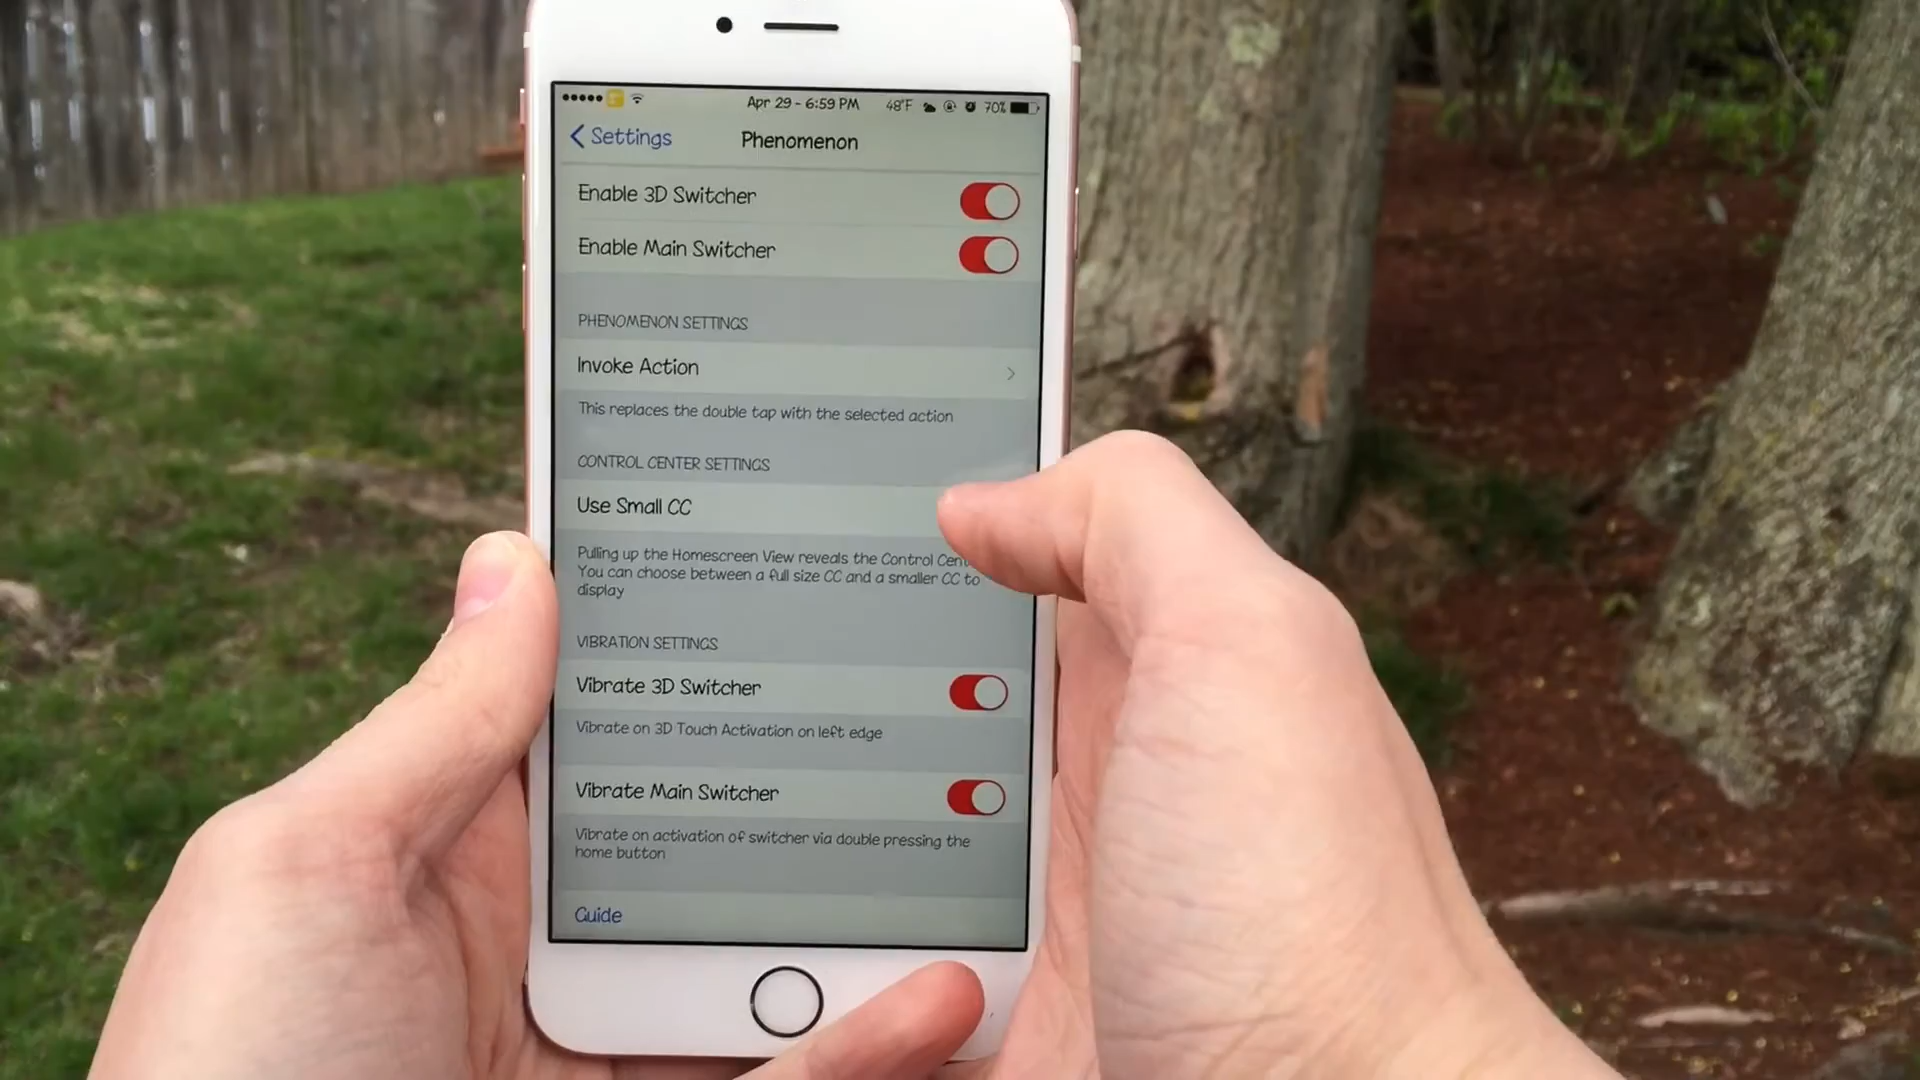 Apr 29 - 6:59 PM 48°F 70%
Settings Phenomenon
Enable 3D Switcher
Enable Main Switcher
PHENOMENON SETTINGS
Invoke Action
This replaces the double tap with the selected action
CONTROL CENTER SETTINGS
Use Small CC
Pulling up the Homescreen View reveals the Control
You can choose between a full size CC and a smaller CC to
display
VIBRATION SETTINGS
Vibrate 3D Switcher
Vibrate on 3D Touch Activation on left edge
Vibrate Main Switcher
Vibrate on activation of switcher via double pressing the
home button
Guide